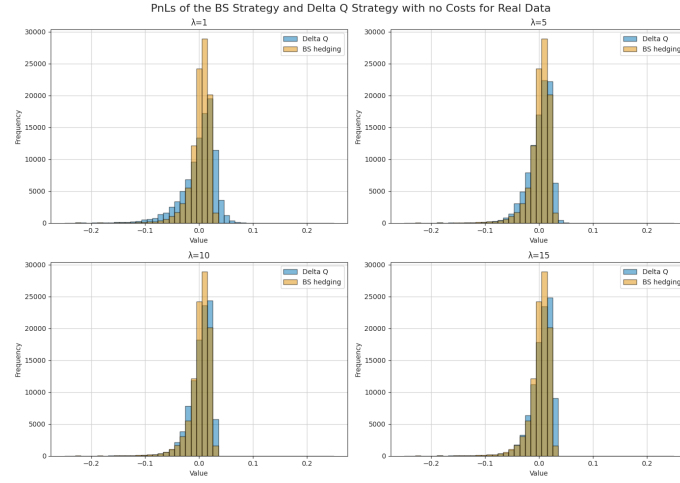 PnLs of the BS Strategy and Delta Q Strategy with no Costs for Real Data
λ=1
Frequency
30000
25000
20000
15000
10000
5000
0
Delta Q
BS hedging
−0.2 −0.1 0.0 0.1 0.2
Value
λ=5
Frequency
30000
25000
20000
15000
10000
5000
0
Delta Q
BS hedging
−0.2 −0.1 0.0 0.1 0.2
Value
λ=10
Frequency
30000
25000
20000
15000
10000
5000
0
Delta Q
BS hedging
−0.2 −0.1 0.0 0.1 0.2
Value
λ=15
Frequency
30000
25000
20000
15000
10000
5000
0
Delta Q
BS hedging
−0.2 −0.1 0.0 0.1 0.2
Value